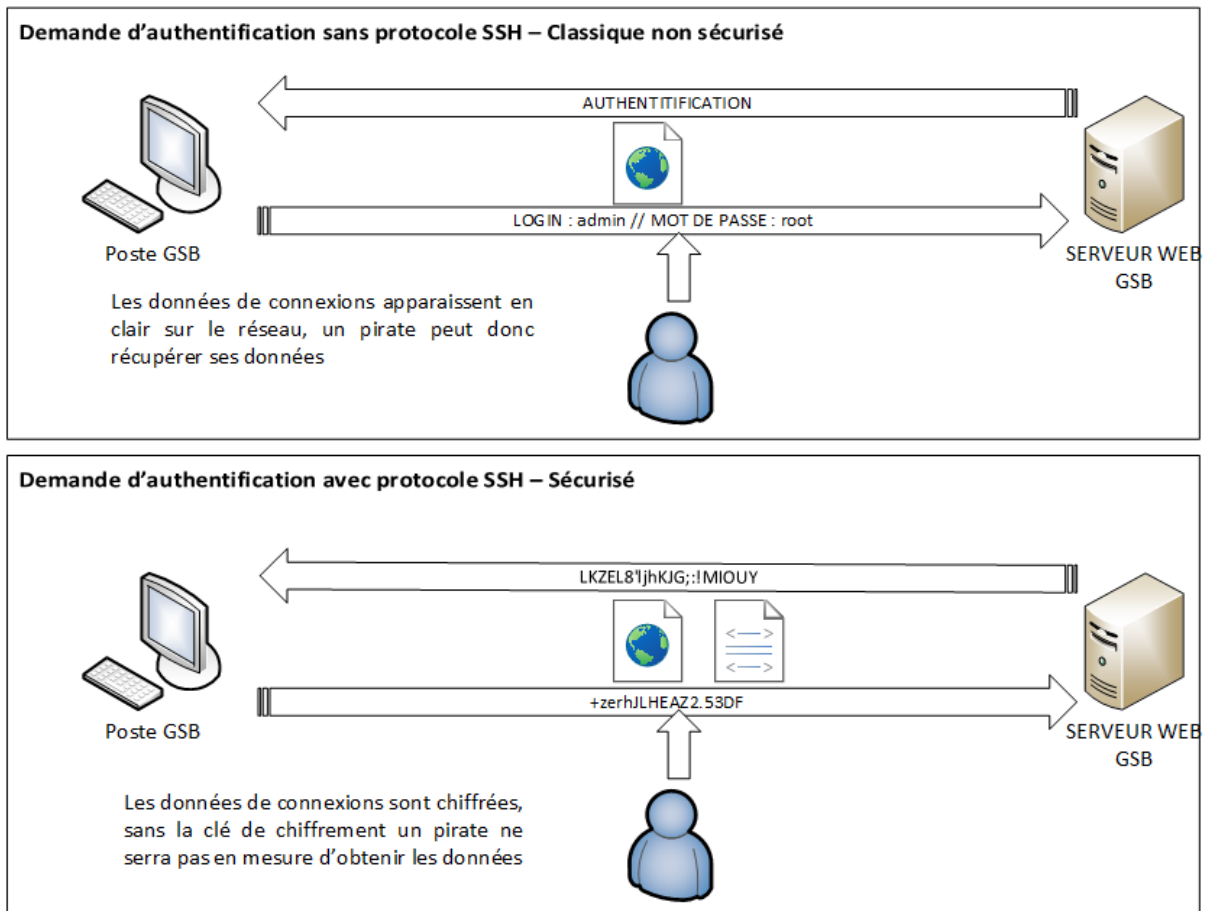 Demande d'authentification sans protocole SSH – Classique non sécurisé
AUTHENTITIFICATION
LOGIN : admin // MOT DE PASSE : root
Poste GSB
SERVEUR WEB
GSB
Les données de connexions apparaissent en
clair sur le réseau, un pirate peut donc
récupérer ses données
Demande d'authentification avec protocole SSH – Sécurisé
LKZEL8'ljhKJG;:!MIOUY
<-->
<-->
+zerhJLHEAZ2.53DF
Poste GSB
SERVEUR WEB
GSB
Les données de connexions sont chiffrées,
sans la clé de chiffrement un pirate ne
serra pas en mesure d'obtenir les données